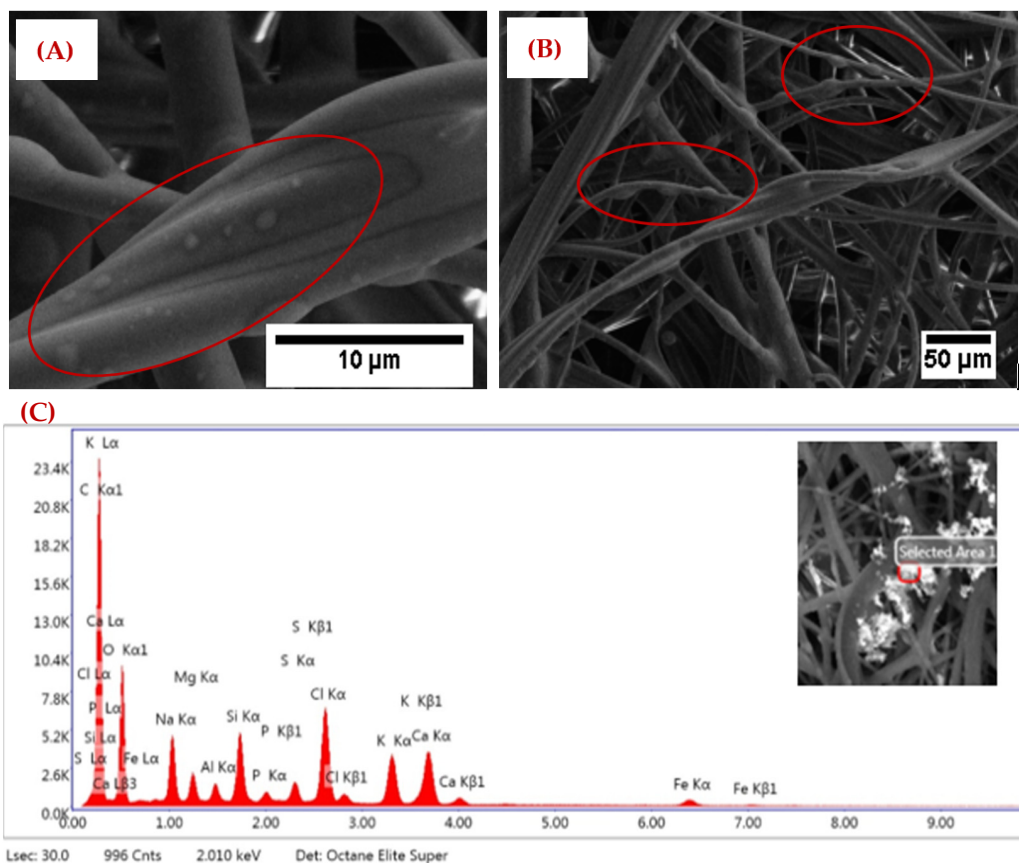 (A)
(B)
10 µm
50 µm
(C)
K Lα
23.4K
C Kα1
20.8K
18.2K
15.6K
Selected Area 1
13.0K
Ca Lα
S Kβ1
O Kα1
10.4K
S Kα
Cl Lα
Mg Kα
Cl Kα
7.8K
P Lα
Na Kα
Si Kα
K Kβ1
P Kβ1
5.2K
Si Lα
K Kα
Ca Kα
S Lα
Fe Lα
Al Kα
P Kα
2.6K
Ca Lβ3
Cl Kβ1
Ca Kβ1
Fe Kα
Fe Kβ1
0.0K
0.00 1.00 2.00 3.00 4.00 5.00 6.00 7.00 8.00 9.00
Lsec: 30.0 996 Cnts 2.010 keV Det: Octane Elite Super